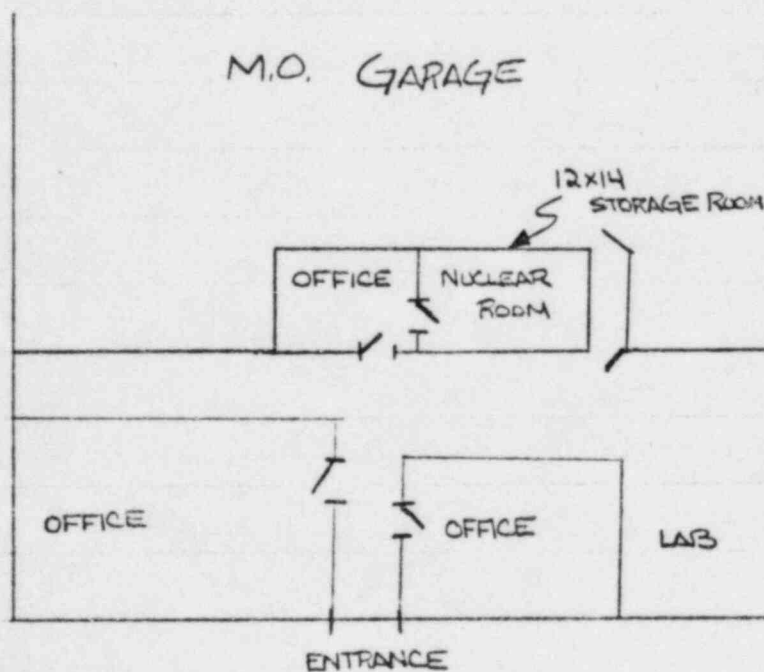 M.O. GARAGE
12x14
STORAGE ROOM
OFFICE
NUCLEAR
ROOM
OFFICE
OFFICE
LAB
ENTRANCE